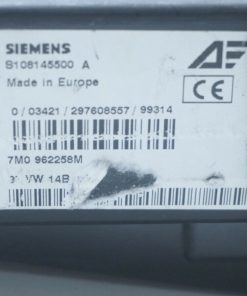 SIEMENS
S108145500 A
Made in Europe
CE
0 / 03421 / 297608557 / 99314
7M0 962258M
VW 14B